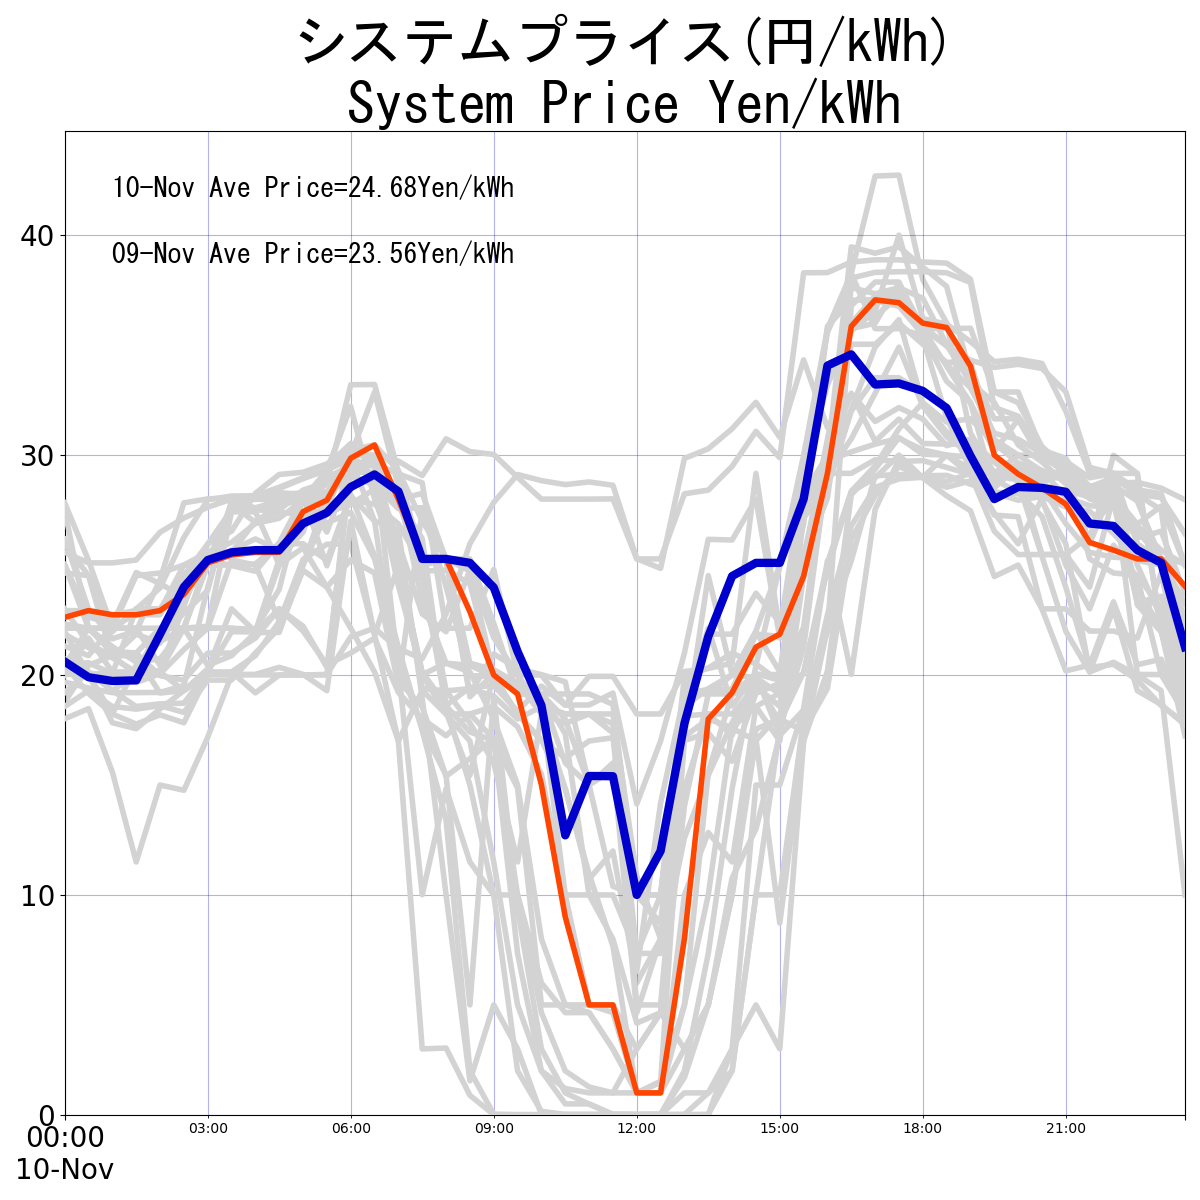 システムプライス(円/kWh)
System Price Yen/kWh
10-Nov Ave Price=24.68Yen/kWh
09-Nov Ave Price=23.56Yen/kWh
40
30
20
10
0
00:00 03:00 06:00 09:00 12:00 15:00 18:00 21:00
10-Nov